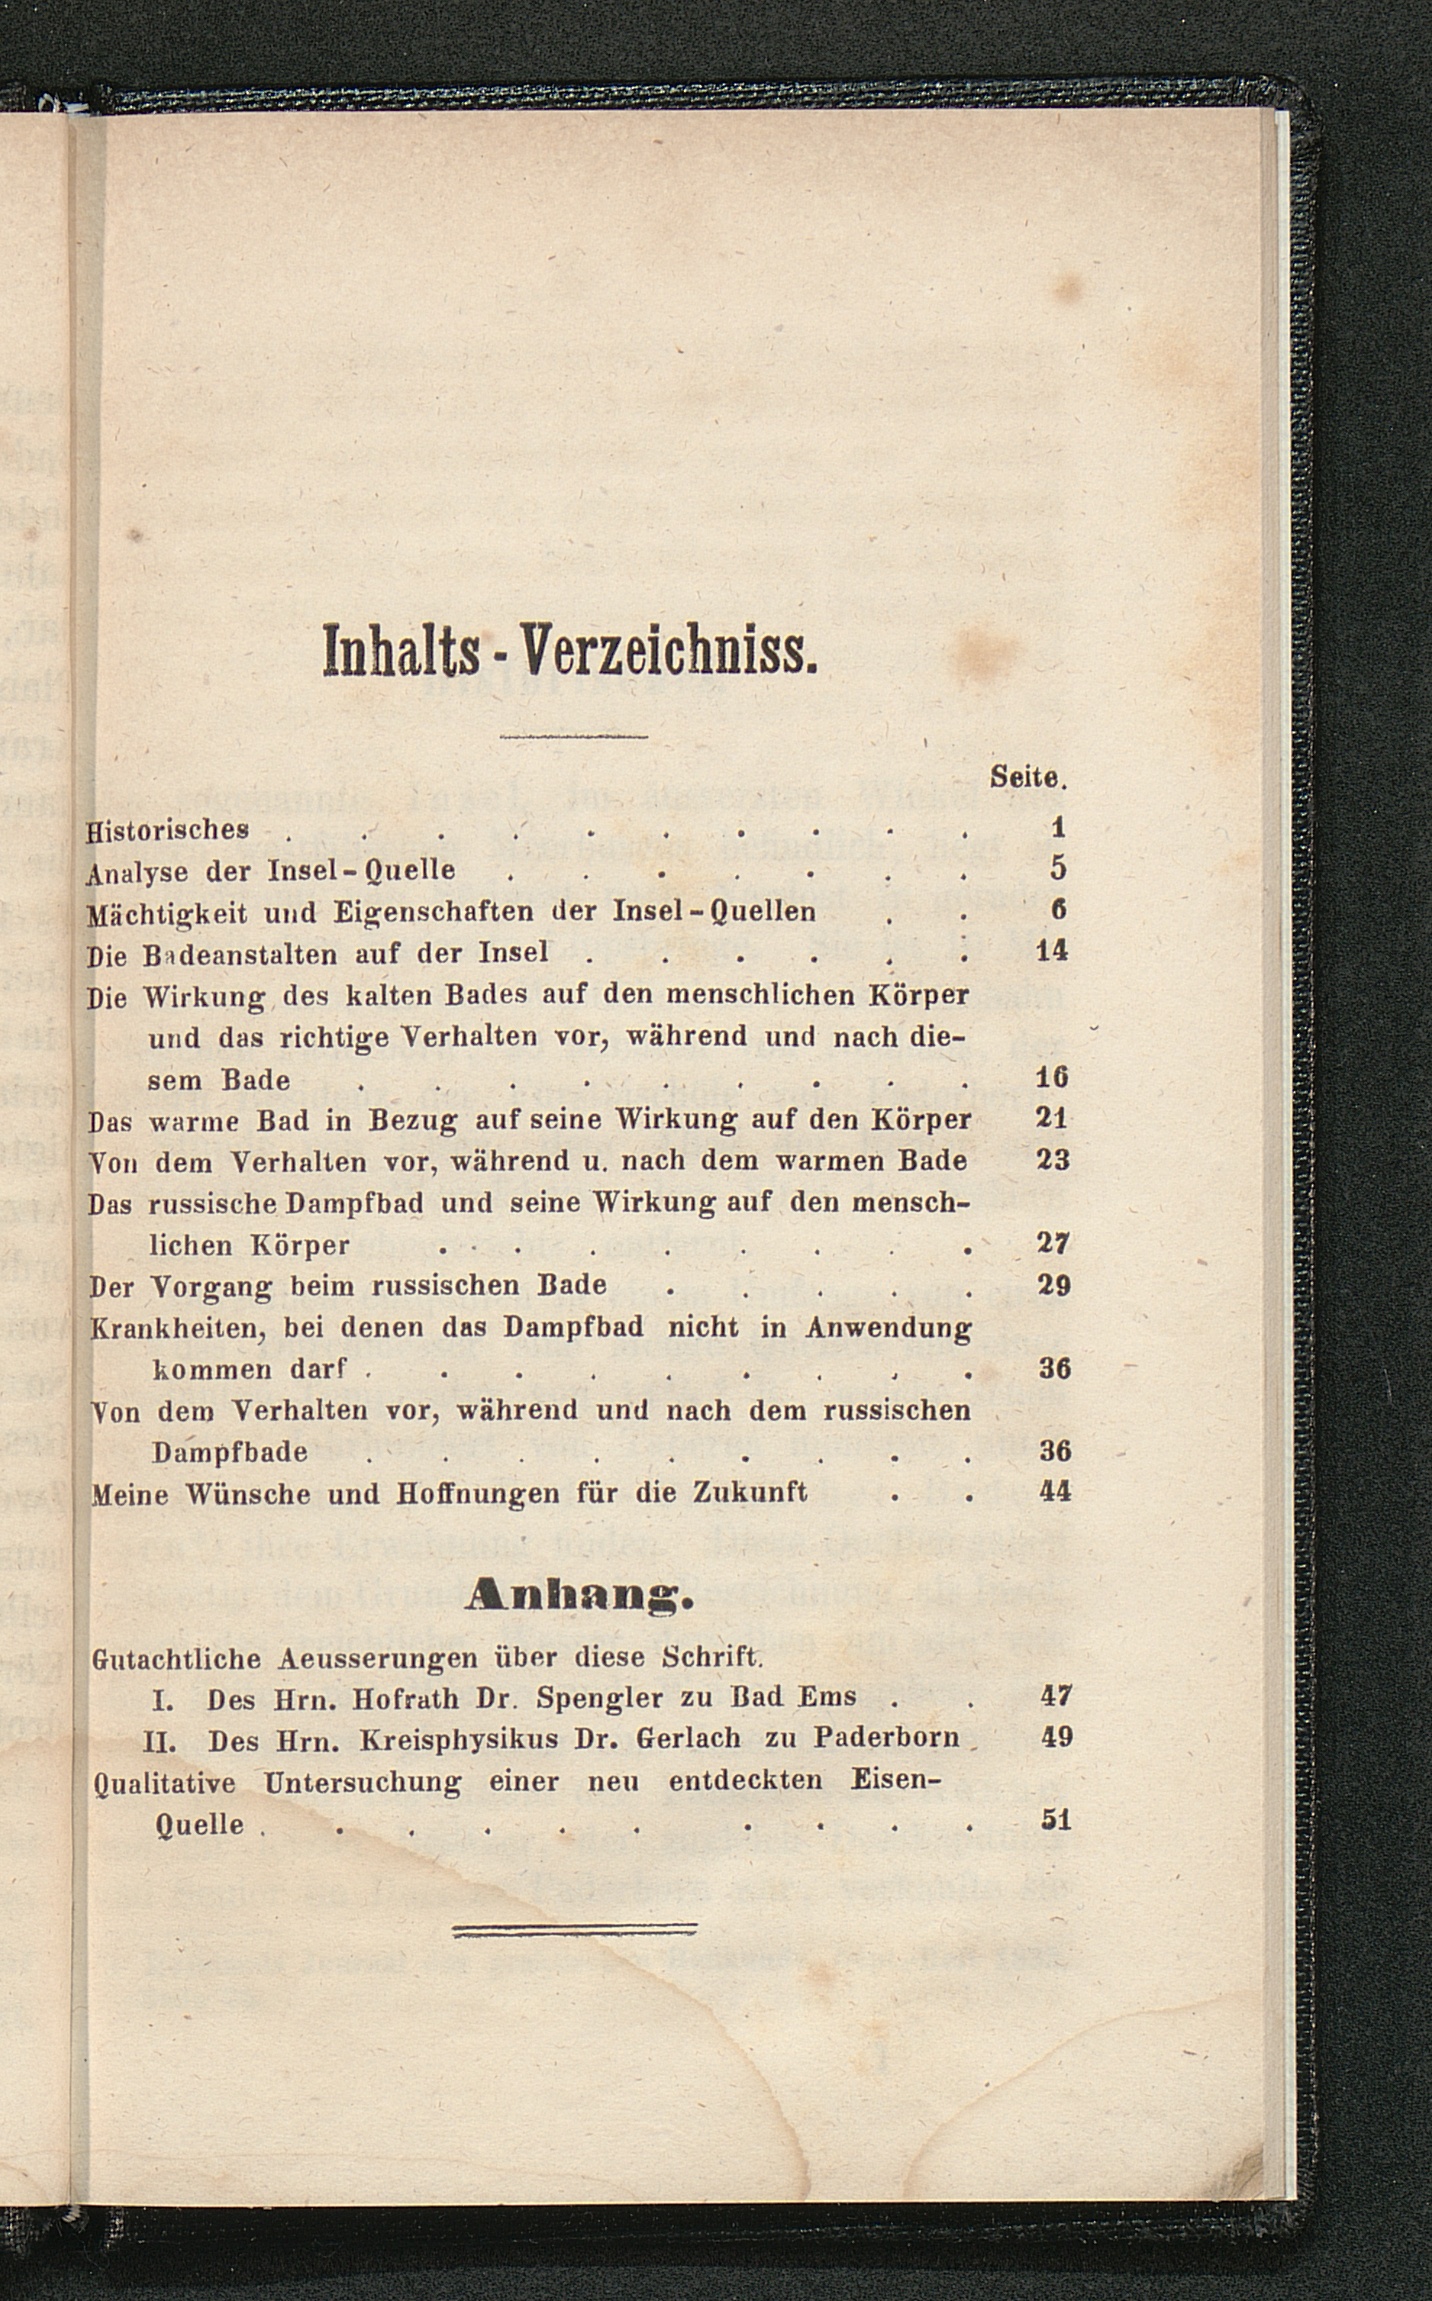 Inhalts - Verzeichniss.
Seite.
Historisches . . . . . . . . . . 1
Analyse der Insel-Quelle . . . . . . . 5
Mächtigkeit und Eigenschaften der Insel-Quellen . . 6
Die Badeanstalten auf der Insel . . . . . . 14
Die Wirkung des kalten Bades auf den menschlichen Körper
und das richtige Verhalten vor, während und nach die-
sem Bade . . . . . . . . . 16
Das warme Bad in Bezug auf seine Wirkung auf den Körper 21
Von dem Verhalten vor, während u. nach dem warmen Bade 23
Das russische Dampfbad und seine Wirkung auf den mensch-
lichen Körper . . . . . . . . 27
Der Vorgang beim russischen Bade . . . . . 29
Krankheiten, bei denen das Dampfbad nicht in Anwendung
kommen darf . . . . . . . . . 36
Von dem Verhalten vor, während und nach dem russischen
Dampfbade . . . . . . . . . 36
Meine Wünsche und Hoffnungen für die Zukunft . . 44
Anhang.
Gutachtliche Aeusserungen über diese Schrift.
I. Des Hrn. Hofrath Dr. Spengler zu Bad Ems . . 47
II. Des Hrn. Kreisphysikus Dr. Gerlach zu Paderborn . 49
Qualitative Untersuchung einer neu entdeckten Eisen-
Quelle . . . . . . . . . . 51